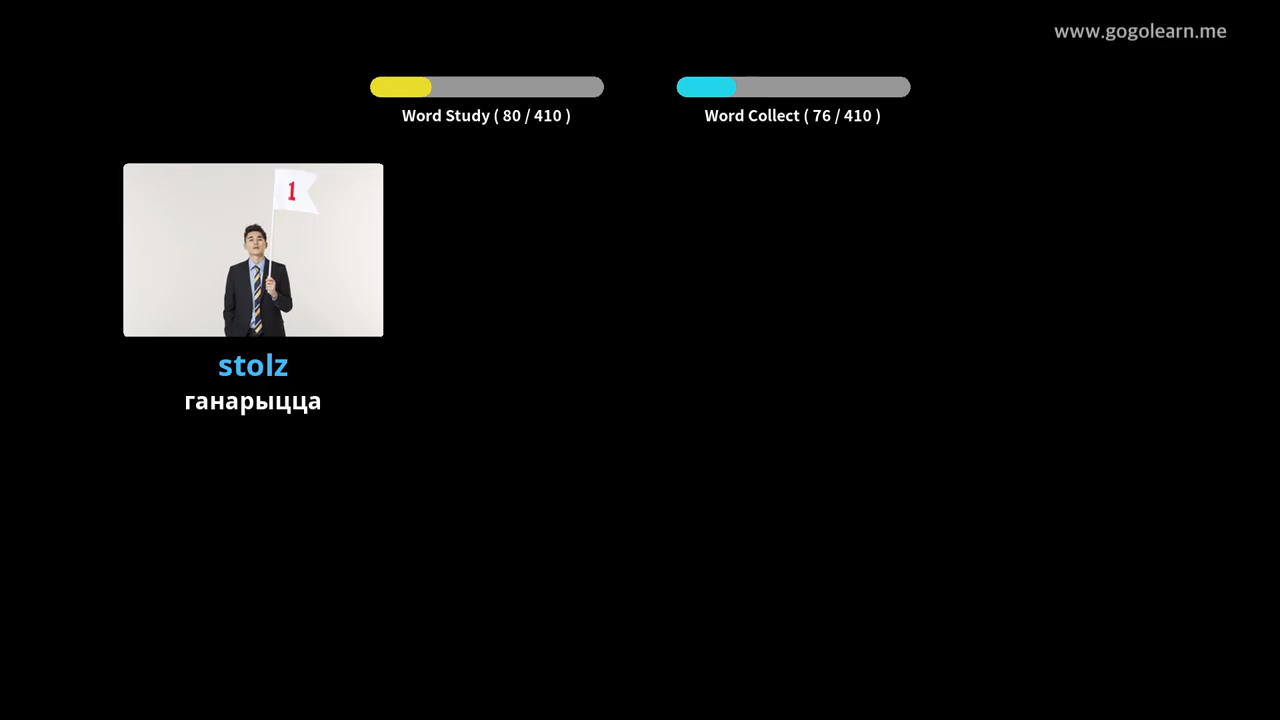 www.gogolearn.me
Word Study ( 80 / 410 )
Word Collect ( 76 / 410 )
1
stolz
ганарыцца